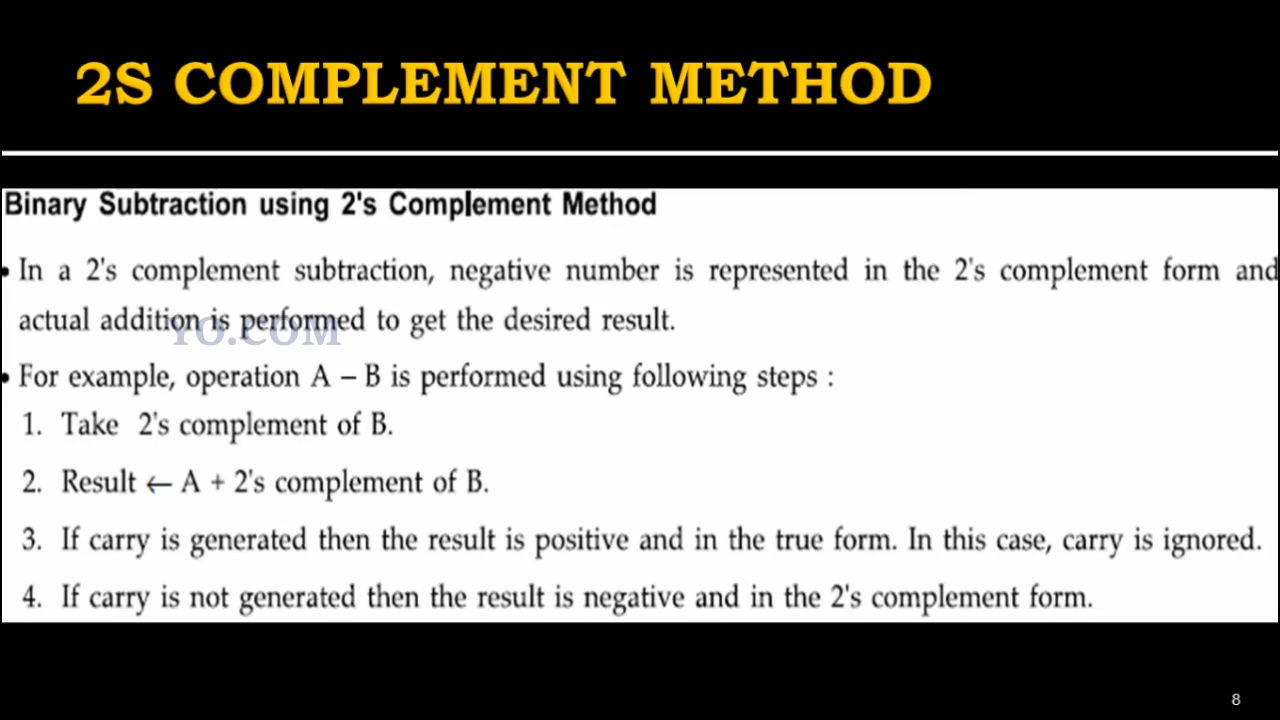 2S COMPLEMENT METHOD
Binary Subtraction using 2's Complement Method
• In a 2's complement subtraction, negative number is represented in the 2's complement form and
actual addition is performed to get the desired result.
YO.COM
• For example, operation A – B is performed using following steps :
1. Take 2's complement of B.
2. Result ← A + 2's complement of B.
3. If carry is generated then the result is positive and in the true form. In this case, carry is ignored.
4. If carry is not generated then the result is negative and in the 2's complement form.
8